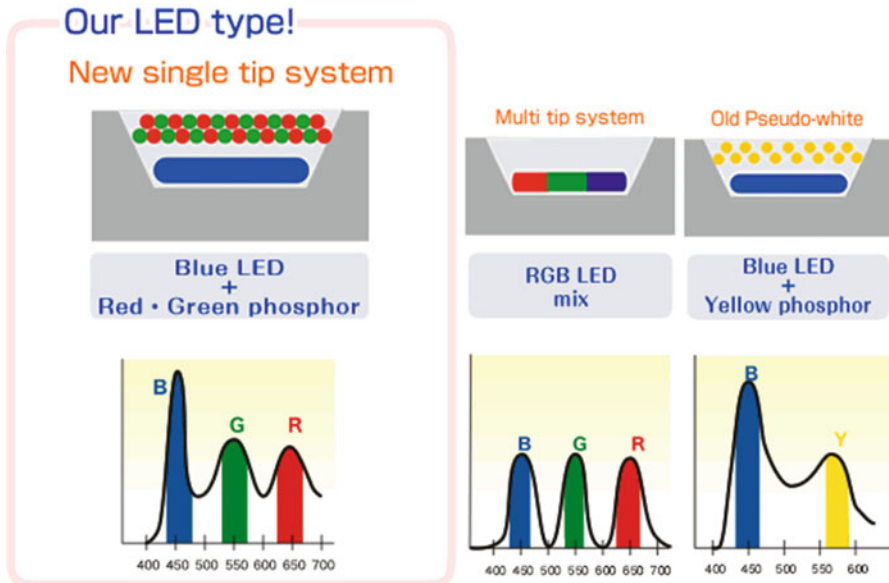 Our LED type!
New single tip system
Blue LED
+
Red・Green phosphor
B
G
R
400 450 500 550 600 650 700
Multi tip system
RGB LED
mix
B
G
R
400 450 500 550 600 650 700
Old Pseudo-white
Blue LED
+
Yellow phosphor
B
Y
400 450 500 550 600